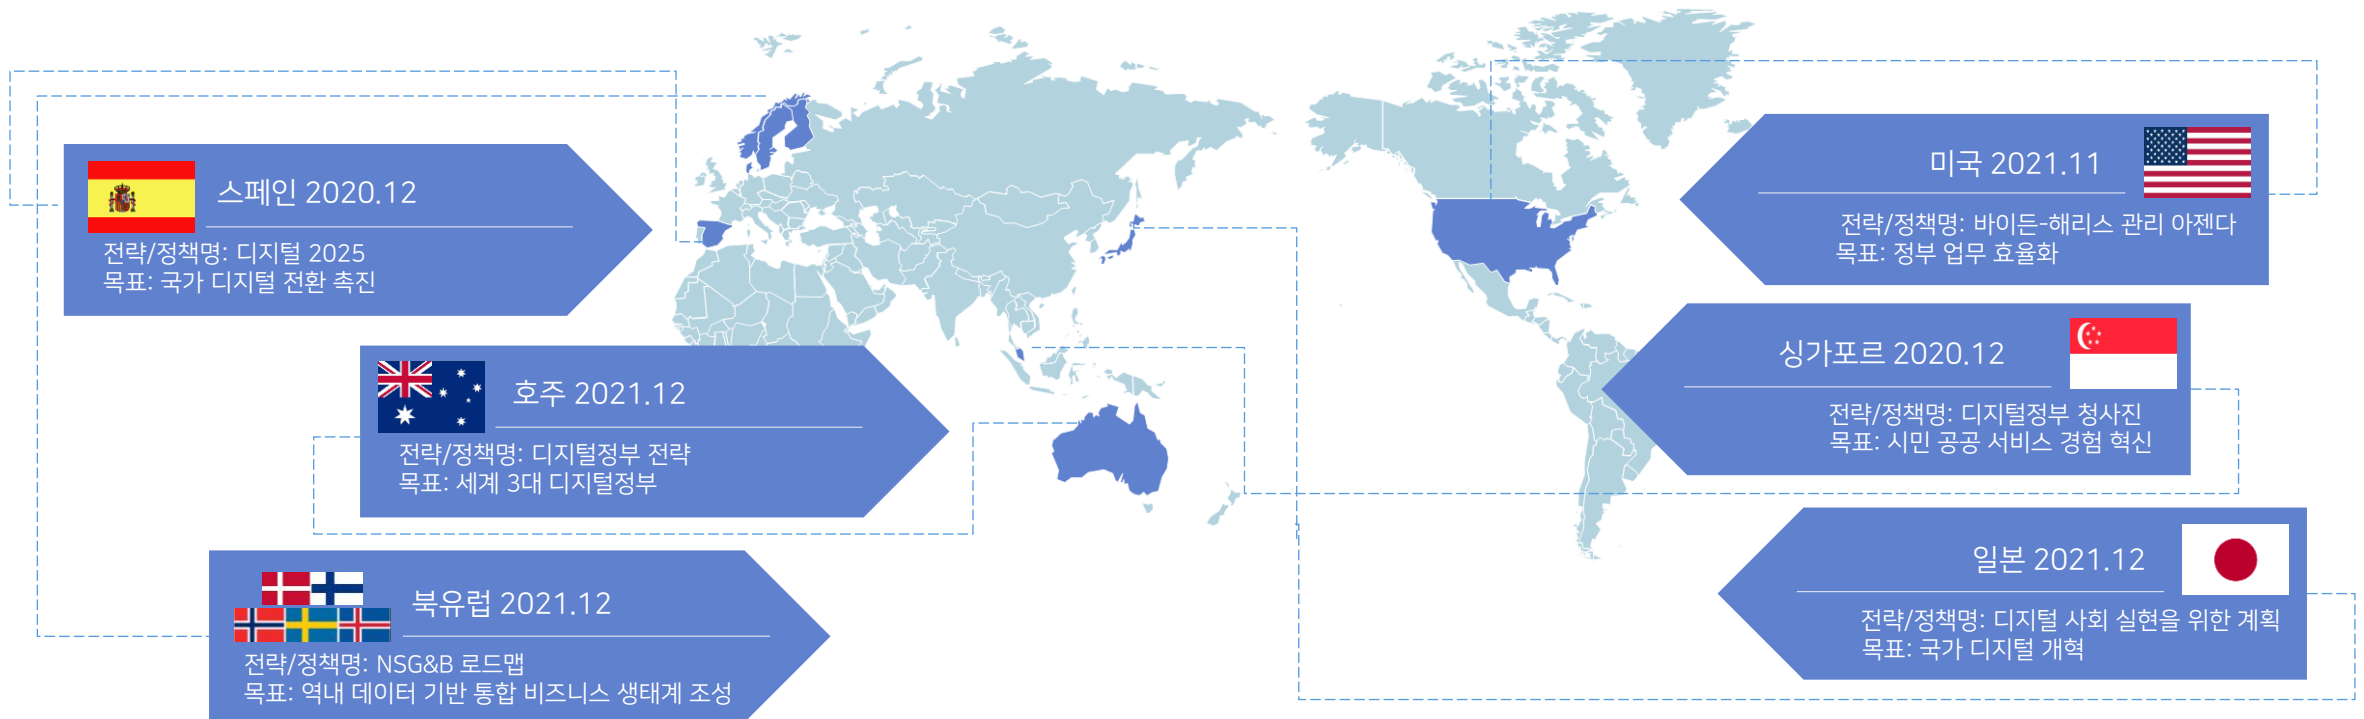 스페인 2020.12
전략/정책명: 디지털 2025
목표: 국가 디지털 전환 촉진
호주 2021.12
전략/정책명: 디지털정부 전략
목표: 세계 3대 디지털정부
북유럽 2021.12
전략/정책명: NSG&B 로드맵
목표: 역내 데이터 기반 통합 비즈니스 생태계 조성
미국 2021.11
전략/정책명: 바이든-해리스 관리 아젠다
목표: 정부 업무 효율화
싱가포르 2020.12
전략/정책명: 디지털정부 청사진
목표: 시민 공공 서비스 경험 혁신
일본 2021.12
전략/정책명: 디지털 사회 실현을 위한 계획
목표: 국가 디지털 개혁